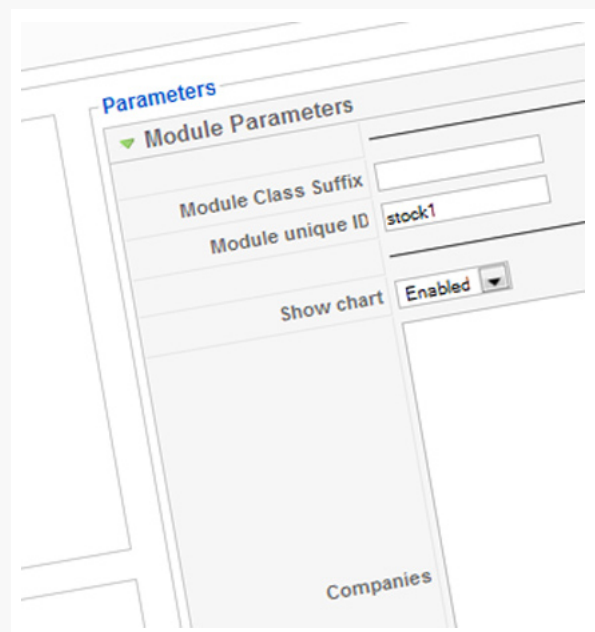 Parameters
Module Parameters
Module Class Suffix
Module unique ID
stock1
Show chart
Enabled
Companies